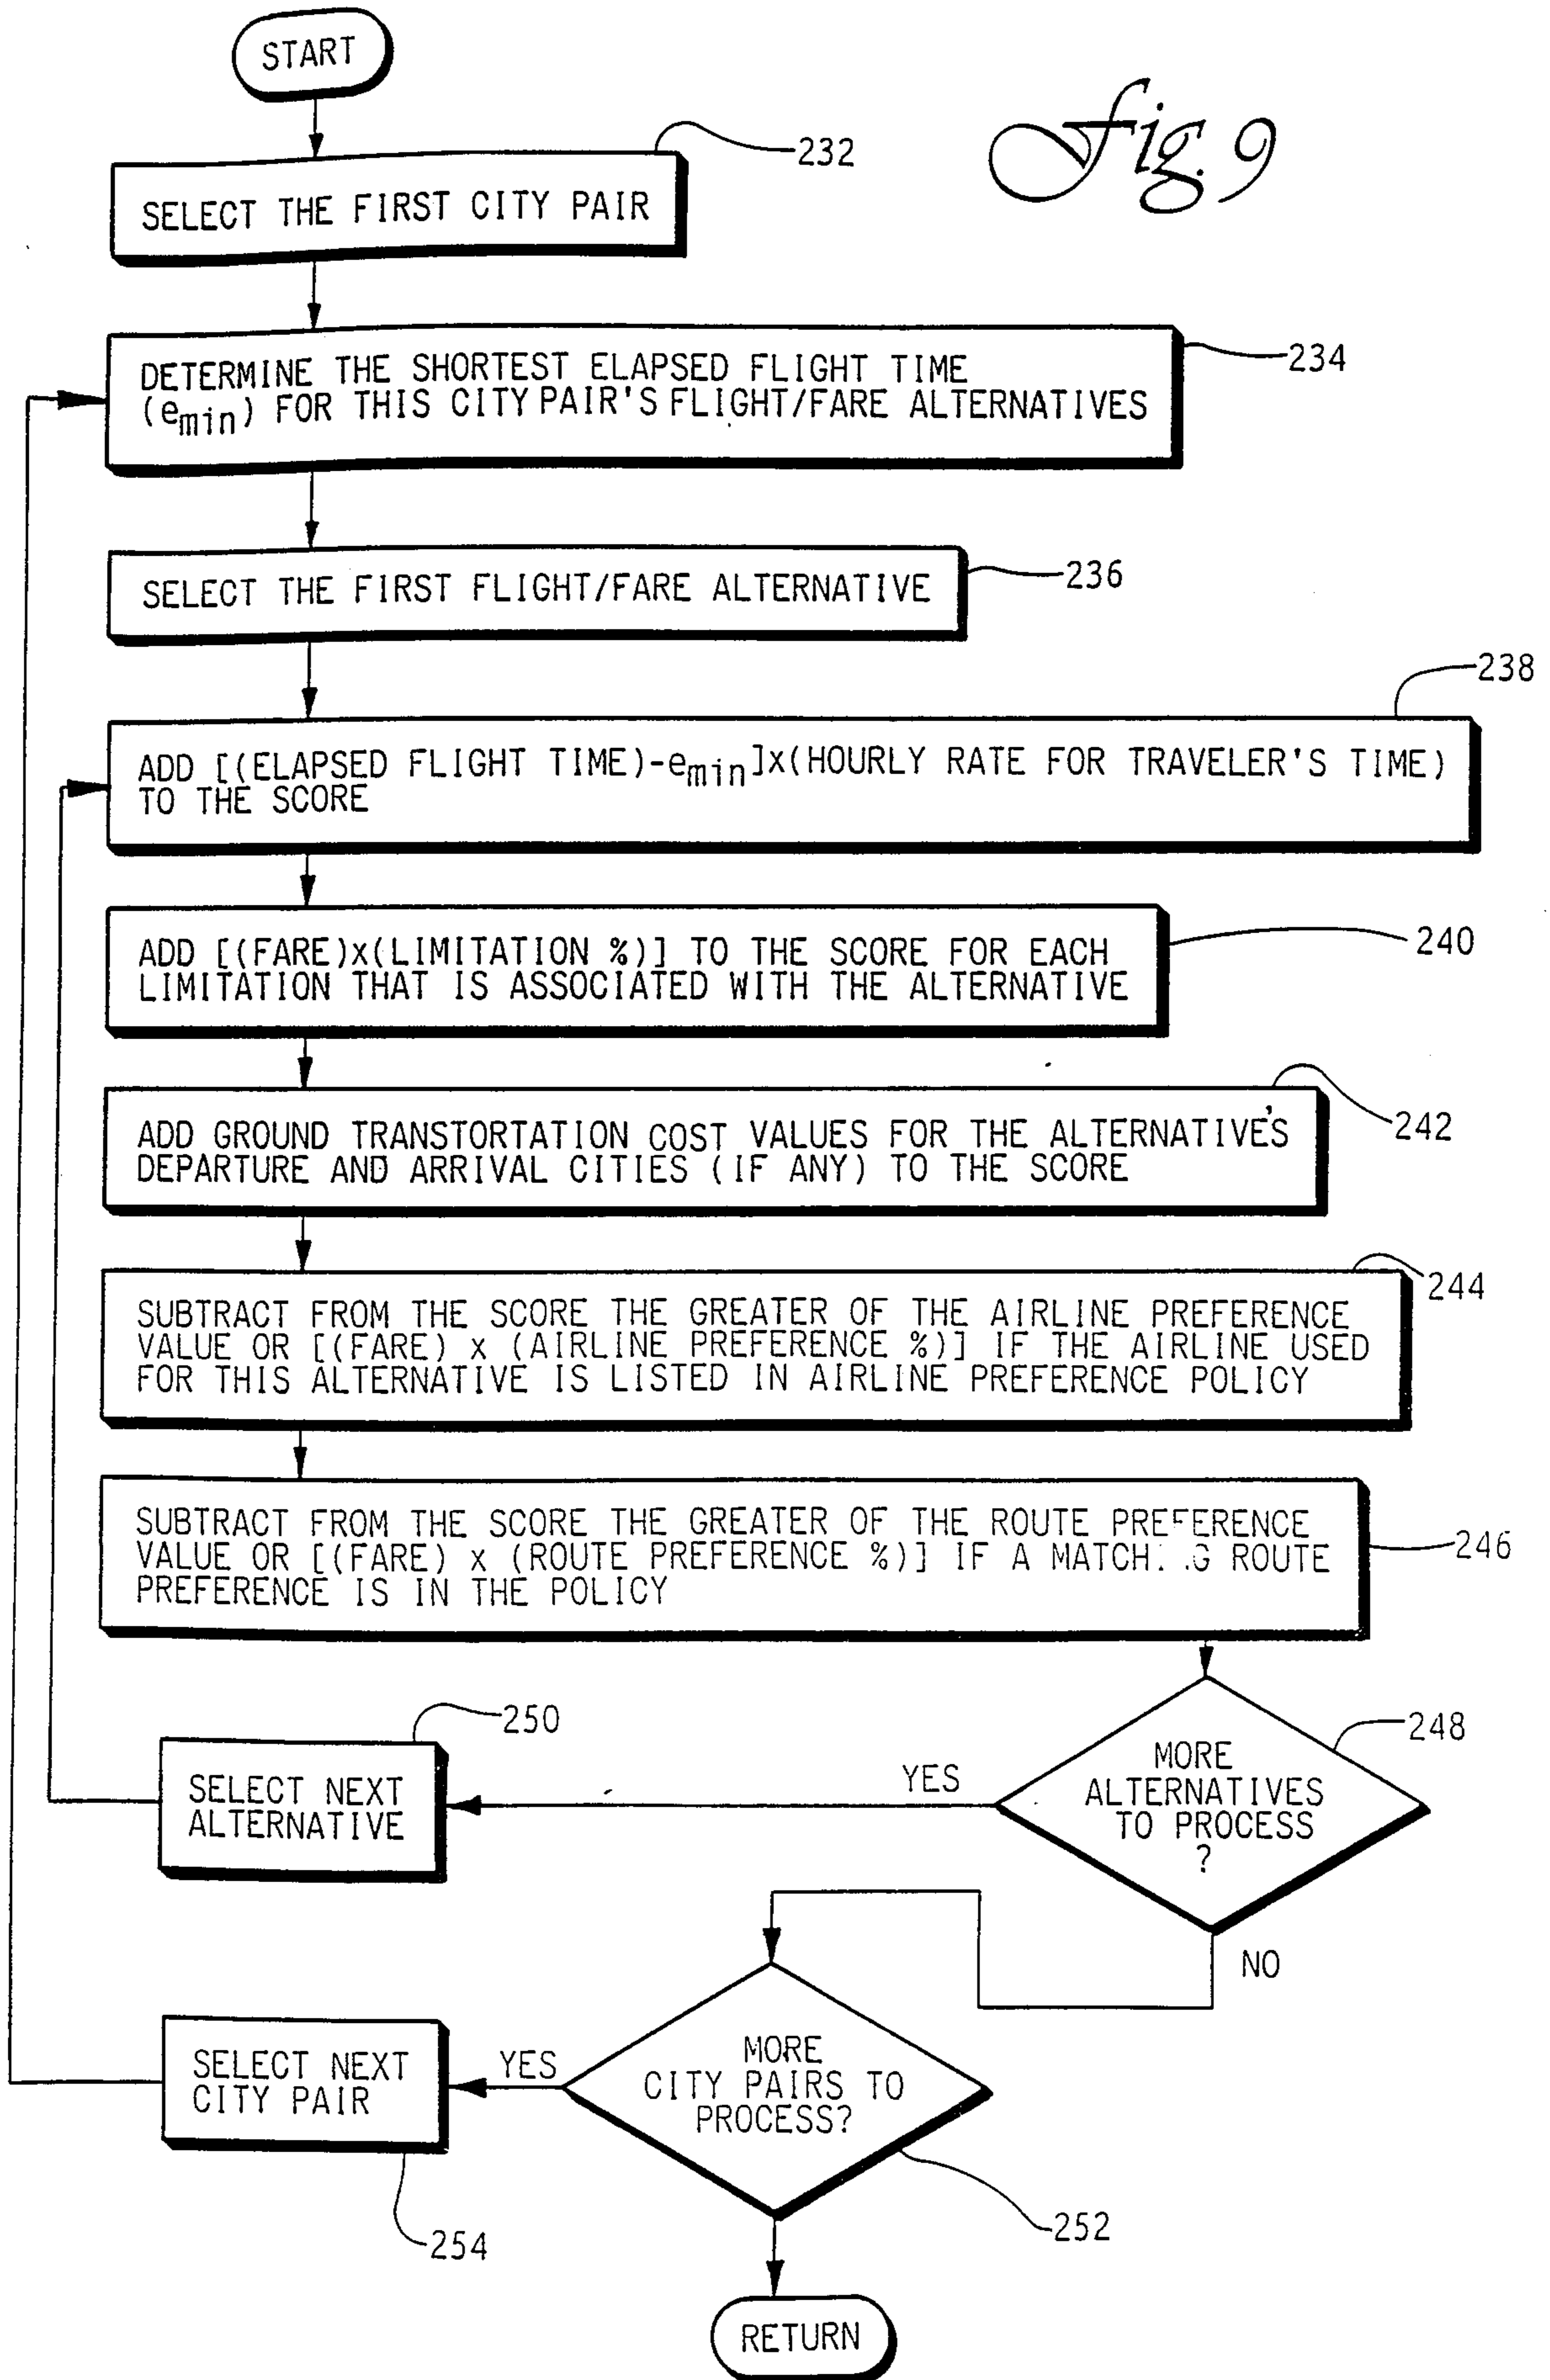 START
Fig. 9
232
SELECT THE FIRST CITY PAIR
234
DETERMINE THE SHORTEST ELAPSED FLIGHT TIME
(emin) FOR THIS CITY PAIR'S FLIGHT/FARE ALTERNATIVES
236
SELECT THE FIRST FLIGHT/FARE ALTERNATIVE
238
ADD [(ELAPSED FLIGHT TIME)-emin]x(HOURLY RATE FOR TRAVELER'S TIME)
TO THE SCORE
240
ADD [(FARE)x(LIMITATION %)] TO THE SCORE FOR EACH
LIMITATION THAT IS ASSOCIATED WITH THE ALTERNATIVE
242
ADD GROUND TRANSTORTATION COST VALUES FOR THE ALTERNATIVE'S
DEPARTURE AND ARRIVAL CITIES (IF ANY) TO THE SCORE
244
SUBTRACT FROM THE SCORE THE GREATER OF THE AIRLINE PREFERENCE
VALUE OR [(FARE) x (AIRLINE PREFERENCE %)] IF THE AIRLINE USED
FOR THIS ALTERNATIVE IS LISTED IN AIRLINE PREFERENCE POLICY
246
SUBTRACT FROM THE SCORE THE GREATER OF THE ROUTE PREFERENCE
VALUE OR [(FARE) x (ROUTE PREFERENCE %)] IF A ROUTE
PREFERENCE IS IN THE POLICY
250
SELECT NEXT
ALTERNATIVE
YES
248
MORE
ALTERNATIVES
TO PROCESS
?
NO
SELECT NEXT
CITY PAIR
YES
MORE
CITY PAIRS TO
PROCESS?
254
252
RETURN